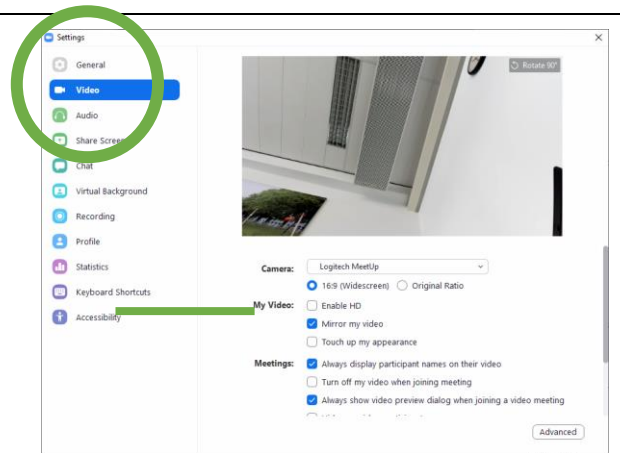 Settings
General
Video
Audio
Share Screen
Chat
Virtual Background
Recording
Profile
Statistics
Keyboard Shortcuts
Accessibility
Rotate 90°
Camera: Logitech MeetUp
16:9 (Widescreen) Original Ratio
My Video: Enable HD
Mirror my video
Touch up my appearance
Meetings: Always display participant names on their video
Turn off my video when joining meeting
Always show video preview dialog when joining a video meeting
Advanced